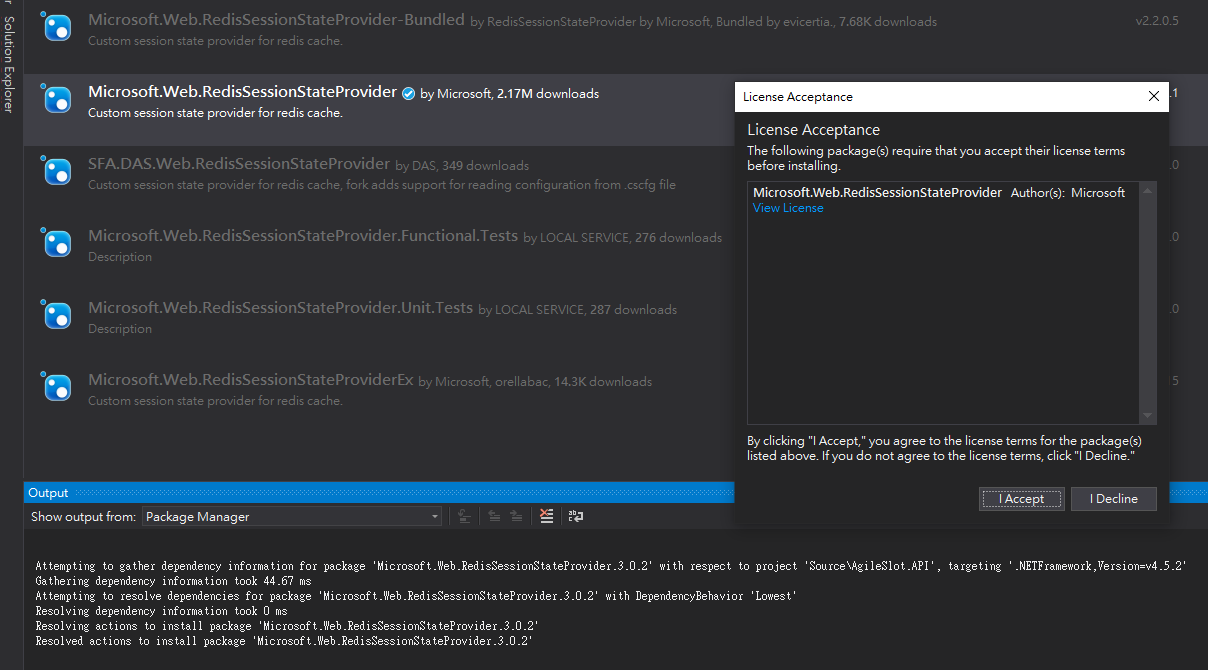 Solution Explorer
Microsoft.Web.RedisSessionStateProvider-Bundled by RedisSessionStateProvider by Microsoft, Bundled by evicertia., 7.68K downloads v2.2.0.5
Custom session state provider for redis cache.
Microsoft.Web.RedisSessionStateProvider by Microsoft, 2.17M downloads .1
Custom session state provider for redis cache.
SFA.DAS.Web.RedisSessionStateProvider by DAS, 349 downloads .0
Custom session state provider for redis cache, fork adds support for reading configuration from .cscfg file
Microsoft.Web.RedisSessionStateProvider.Functional.Tests by LOCAL SERVICE, 276 downloads .0
Description
Microsoft.Web.RedisSessionStateProvider.Unit.Tests by LOCAL SERVICE, 287 downloads .0
Description
Microsoft.Web.RedisSessionStateProviderEx by Microsoft, orellabac, 14.3K downloads 5
Custom session state provider for redis cache.
License Acceptance
License Acceptance
The following package(s) require that you accept their license terms
before installing.
Microsoft.Web.RedisSessionStateProvider Author(s): Microsoft
View License
By clicking "I Accept," you agree to the license terms for the package(s)
listed above. If you do not agree to the license terms, click "I Decline."
I Accept I Decline
Output
Show output from: Package Manager
Attempting to gather dependency information for package 'Microsoft.Web.RedisSessionStateProvider.3.0.2' with respect to project 'Source\AgileSlot.API', targeting '.NETFramework,Version=v4.5.2'
Gathering dependency information took 44.67 ms
Attempting to resolve dependencies for package 'Microsoft.Web.RedisSessionStateProvider.3.0.2' with DependencyBehavior 'Lowest'
Resolving dependency information took 0 ms
Resolving actions to install package 'Microsoft.Web.RedisSessionStateProvider.3.0.2'
Resolved actions to install package 'Microsoft.Web.RedisSessionStateProvider.3.0.2'